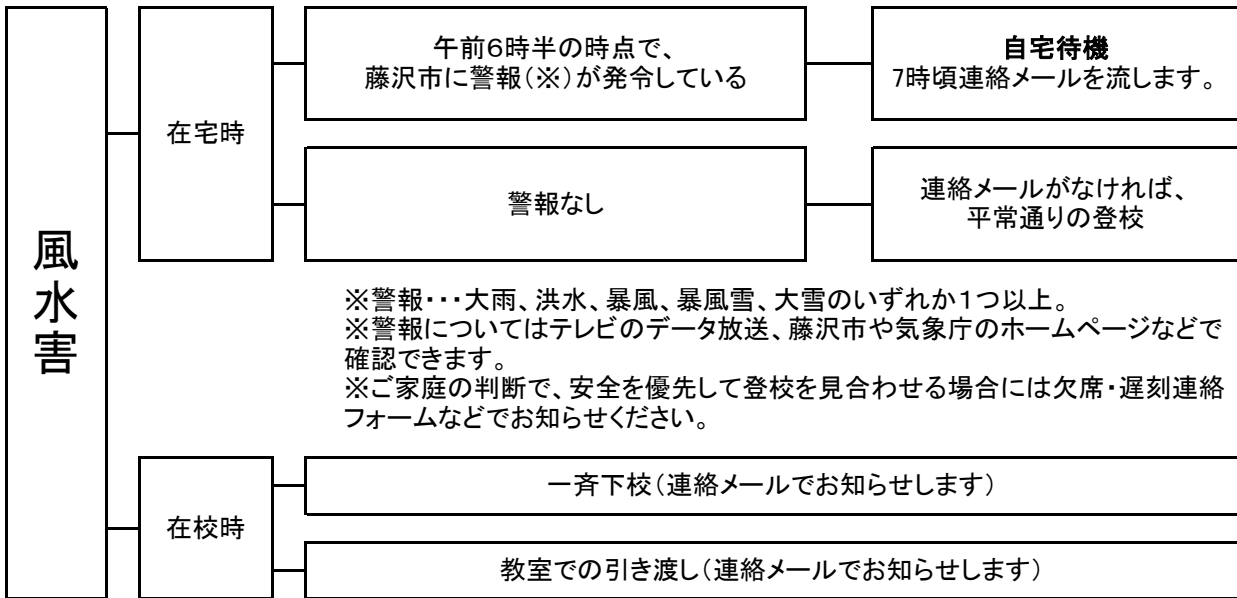 風水害
在宅時
午前6時半の時点で、
藤沢市に警報(※)が発令している
自宅待機
7時頃連絡メールを流します。
警報なし
連絡メールがなければ、
平常通りの登校
※警報・・・大雨、洪水、暴風、暴風雪、大雪のいずれか1つ以上。
※警報についてはテレビのデータ放送、藤沢市や気象庁のホームページなどで
確認できます。
※ご家庭の判断で、安全を優先して登校を見合わせる場合には欠席・遅刻連絡
フォームなどでお知らせください。
在校時
一斉下校(連絡メールでお知らせします)
教室での引き渡し(連絡メールでお知らせします)